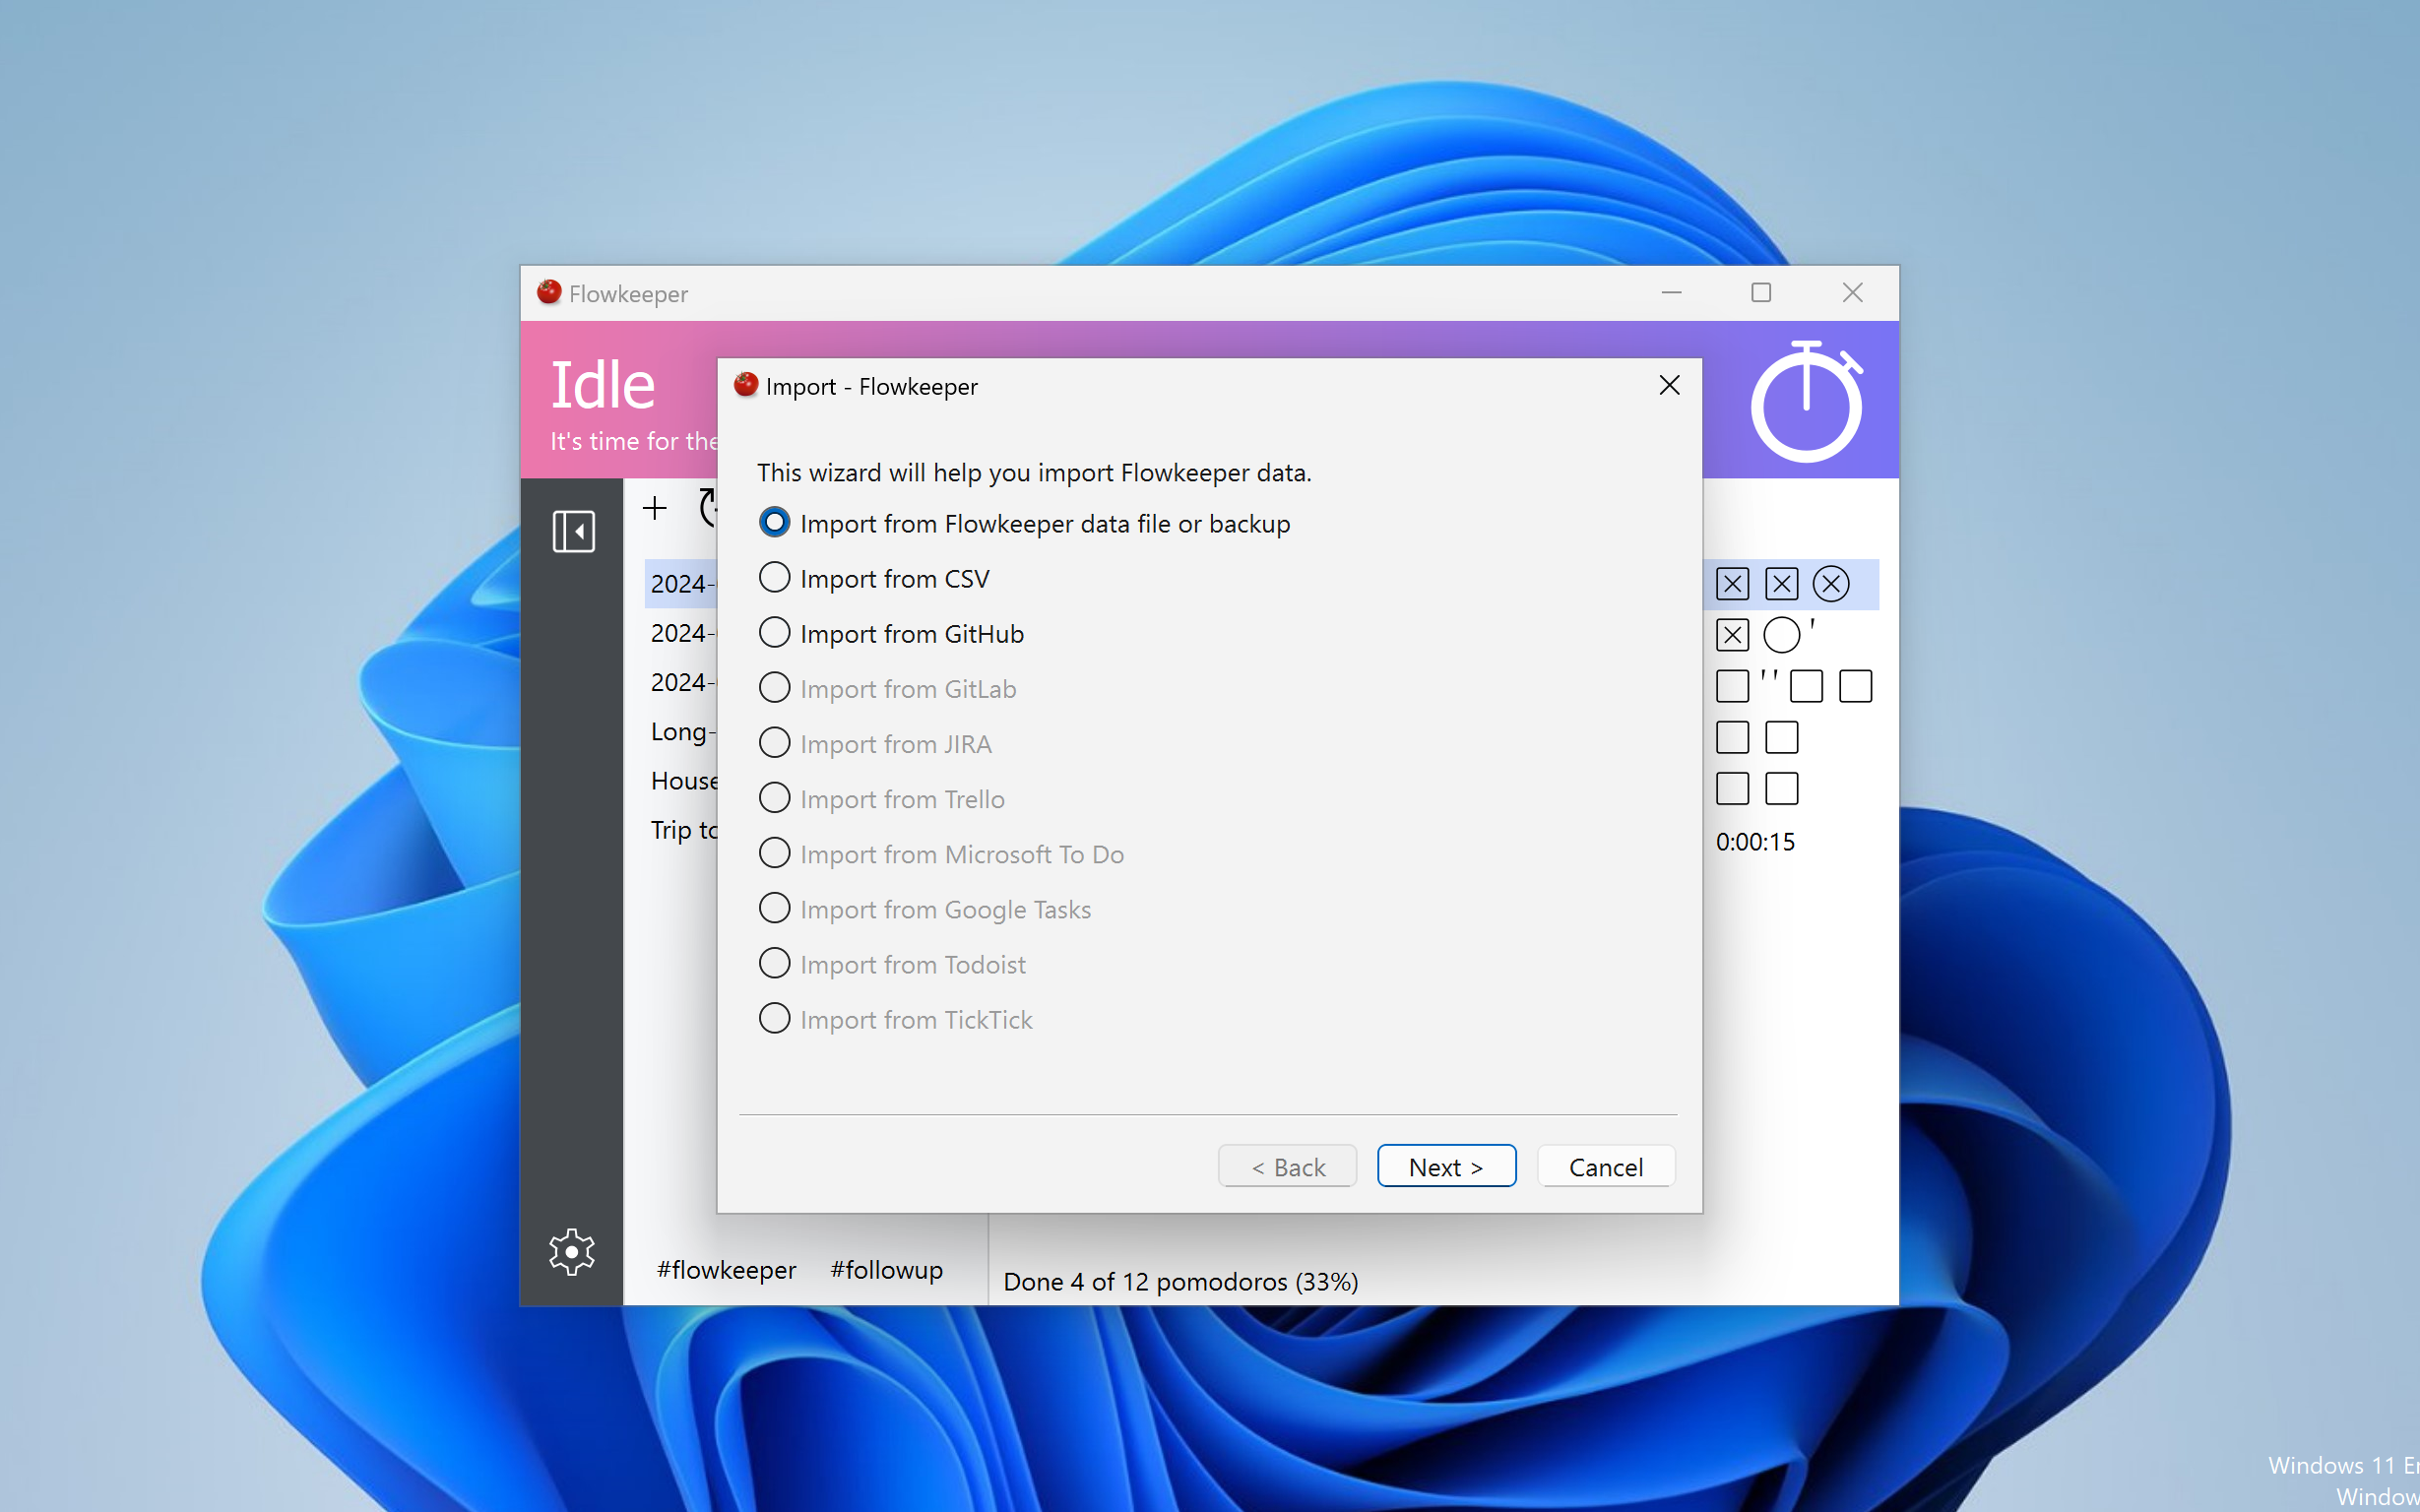 Flowkeeper
Idle
It's time for the
Import - Flowkeeper
This wizard will help you import Flowkeeper data.
Import from Flowkeeper data file or backup
Import from CSV
Import from GitHub
Import from GitLab
Import from JIRA
Import from Trello
Import from Microsoft To Do
Import from Google Tasks
Import from Todoist
Import from TickTick
< Back
Next >
Cancel
2024-
2024-
2024-
Long-
House
Trip to
0:00:15
#flowkeeper #followup
Done 4 of 12 pomodoros (33%)
Windows 11
Window